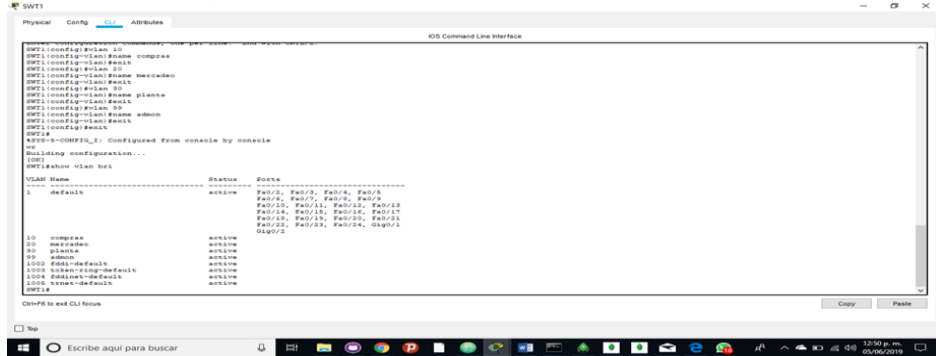 SWT1
Physical Config CLI Attributes
IOS Command Line Interface
Enter configuration commands, one per line. End with CNTL/Z.
SWT1(config)#vlan 10
SWT1(config-vlan)#name compras
SWT1(config-vlan)#exit
SWT1(config)#vlan 20
SWT1(config-vlan)#name mercadeo
SWT1(config-vlan)#exit
SWT1(config)#vlan 30
SWT1(config-vlan)#name planta
SWT1(config-vlan)#exit
SWT1(config)#vlan 99
SWT1(config-vlan)#name admon
SWT1(config-vlan)#exit
SWT1(config)#exit
SWT1#
%SYS-5-CONFIG_I: Configured from console by console
wr
Building configuration...
[OK]
SWT1#show vlan bri
VLAN Name Status Ports
---- -------------------------------- --------- -------------------------------
1 default active Fa0/2, Fa0/3, Fa0/4, Fa0/5
Fa0/6, Fa0/7, Fa0/8, Fa0/9
Fa0/10, Fa0/11, Fa0/12, Fa0/13
Fa0/14, Fa0/15, Fa0/16, Fa0/17
Fa0/18, Fa0/19, Fa0/20, Fa0/21
Fa0/22, Fa0/23, Fa0/24, Gig0/1
Gig0/2
10 compras active
20 mercadeo active
30 planta active
99 admon active
1002 fddi-default active
1003 token-ring-default active
1004 fddinet-default active
1005 trnet-default active
SWT1#
Ctrl+F6 to exit CLI focus
Copy Paste
Top
Escribe aquí para buscar
12:50 p. m.
05/06/2019